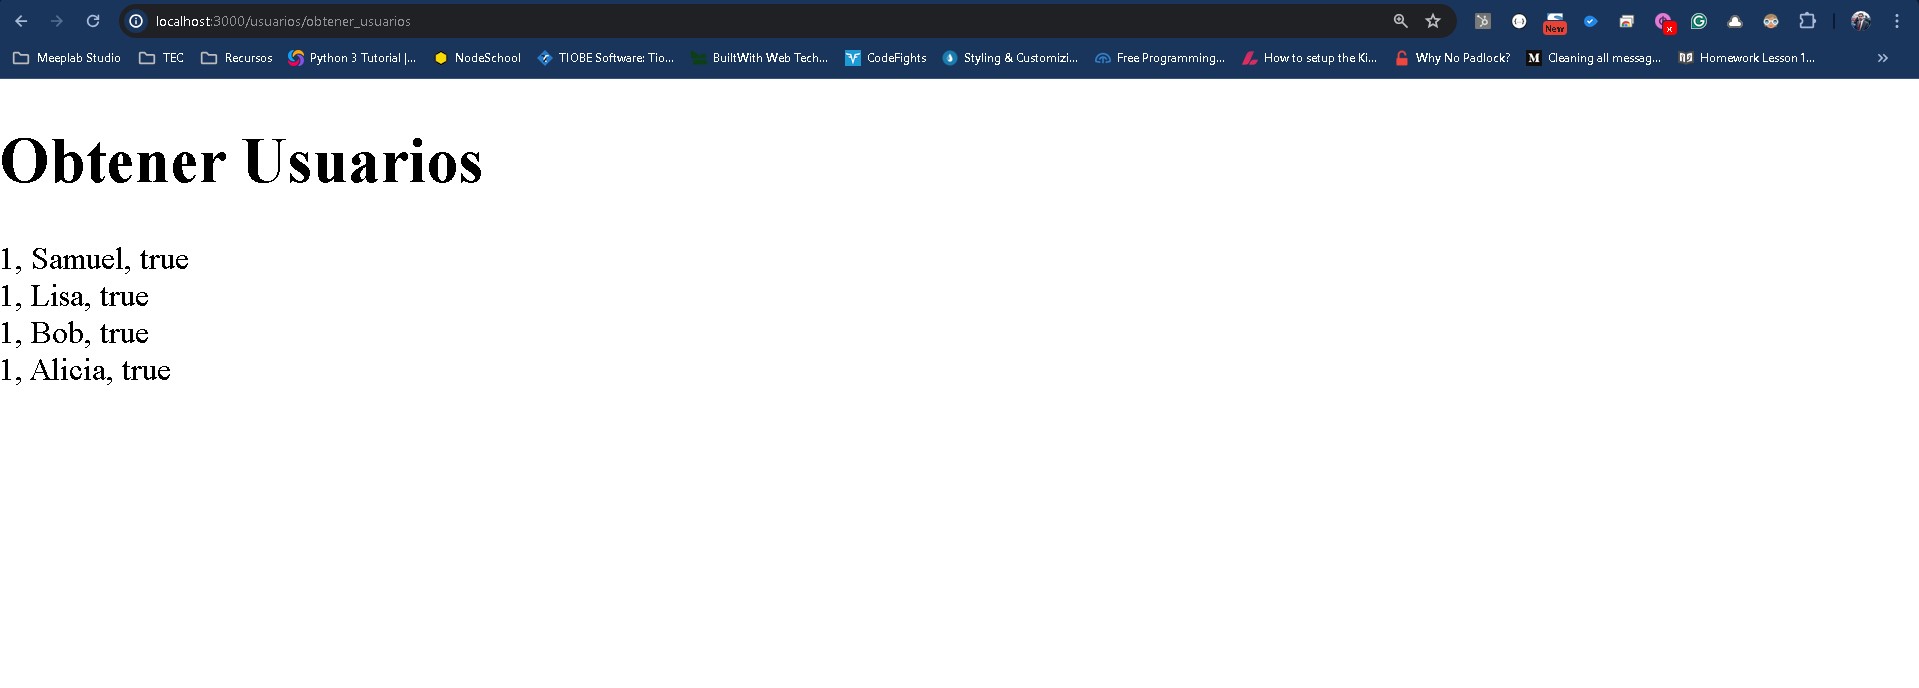 localhost:3000/usuarios/obtener_usuarios
New
Meeplab Studio TEC Recursos Python 3 Tutorial |... NodeSchool TIOBE Software: Tio... BuiltWith Web Tech... CodeFights Styling & Customizi... Free Programming... How to setup the Ki... Why No Padlock? M Cleaning all messag... Homework Lesson 1... »
Obtener Usuarios
1, Samuel, true
1, Lisa, true
1, Bob, true
1, Alicia, true